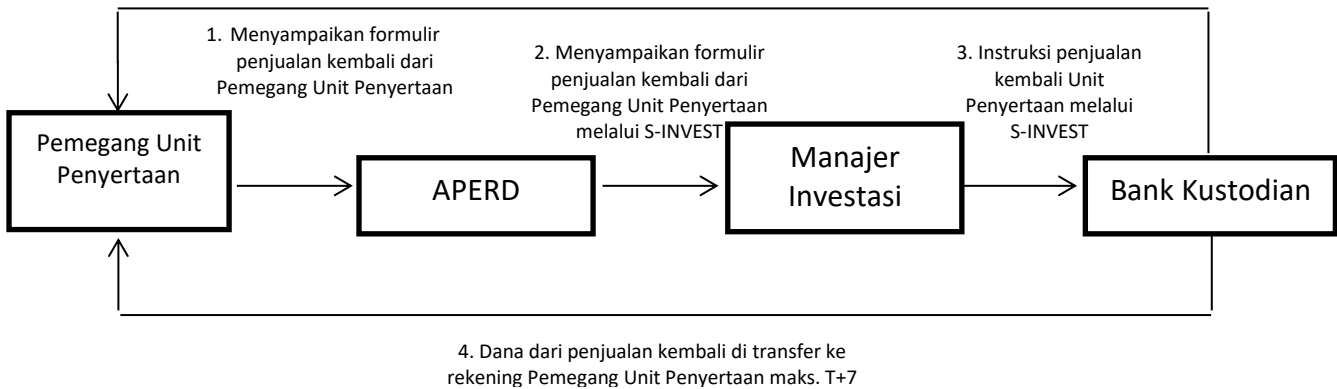 1. Menyampaikan formulir
penjualan kembali dari
Pemegang Unit Penyertaan
2. Menyampaikan formulir
penjualan kembali dari
Pemegang Unit Penyertaan
melalui S-INVEST
3. Instruksi penjualan
kembali Unit
Penyertaan melalui
S-INVEST
Pemegang Unit
Penyertaan
APERD
Manajer
Investasi
Bank Kustodian
4. Dana dari penjualan kembali di transfer ke
rekening Pemegang Unit Penyertaan maks. T+7